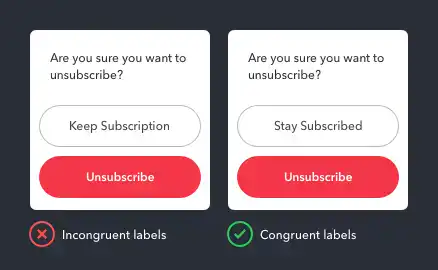 Are you sure you want to
unsubscribe?
Keep Subscription
Unsubscribe
Incongruent labels
Are you sure you want to
unsubscribe?
Stay Subscribed
Unsubscribe
Congruent labels